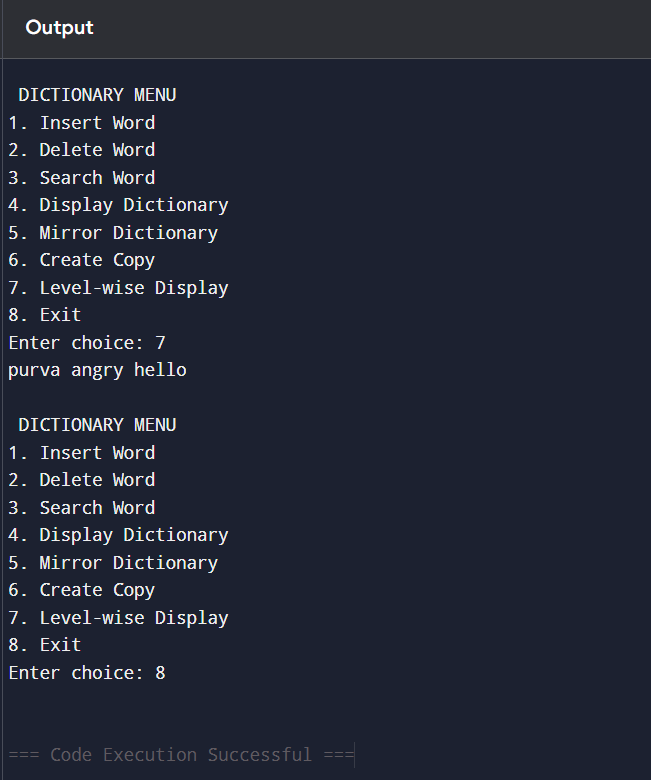 Output
DICTIONARY MENU
1. Insert Word
2. Delete Word
3. Search Word
4. Display Dictionary
5. Mirror Dictionary
6. Create Copy
7. Level-wise Display
8. Exit
Enter choice: 7
purva angry hello
DICTIONARY MENU
1. Insert Word
2. Delete Word
3. Search Word
4. Display Dictionary
5. Mirror Dictionary
6. Create Copy
7. Level-wise Display
8. Exit
Enter choice: 8
=== Code Execution Successful ===